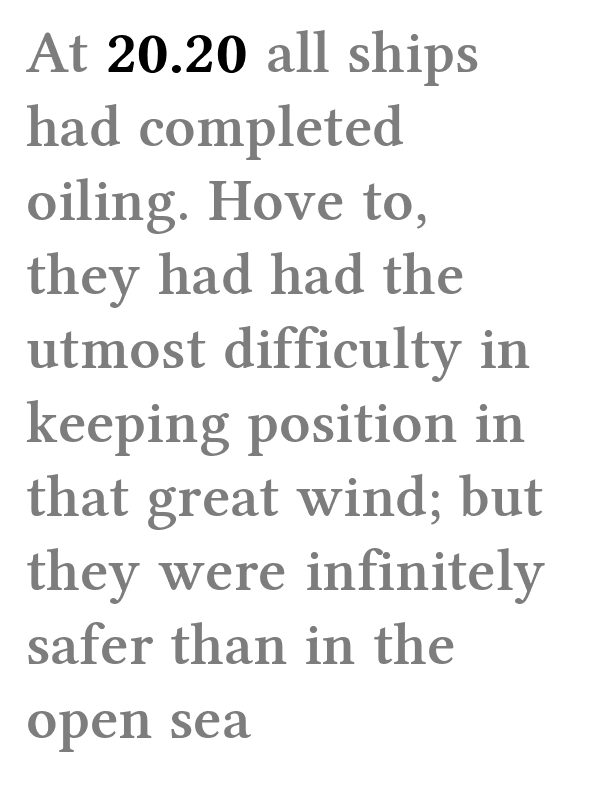 At 20.20 all ships
had completed
oiling. Hove to,
they had had the
utmost difficulty in
keeping position in
that great wind; but
they were infinitely
safer than in the
open sea